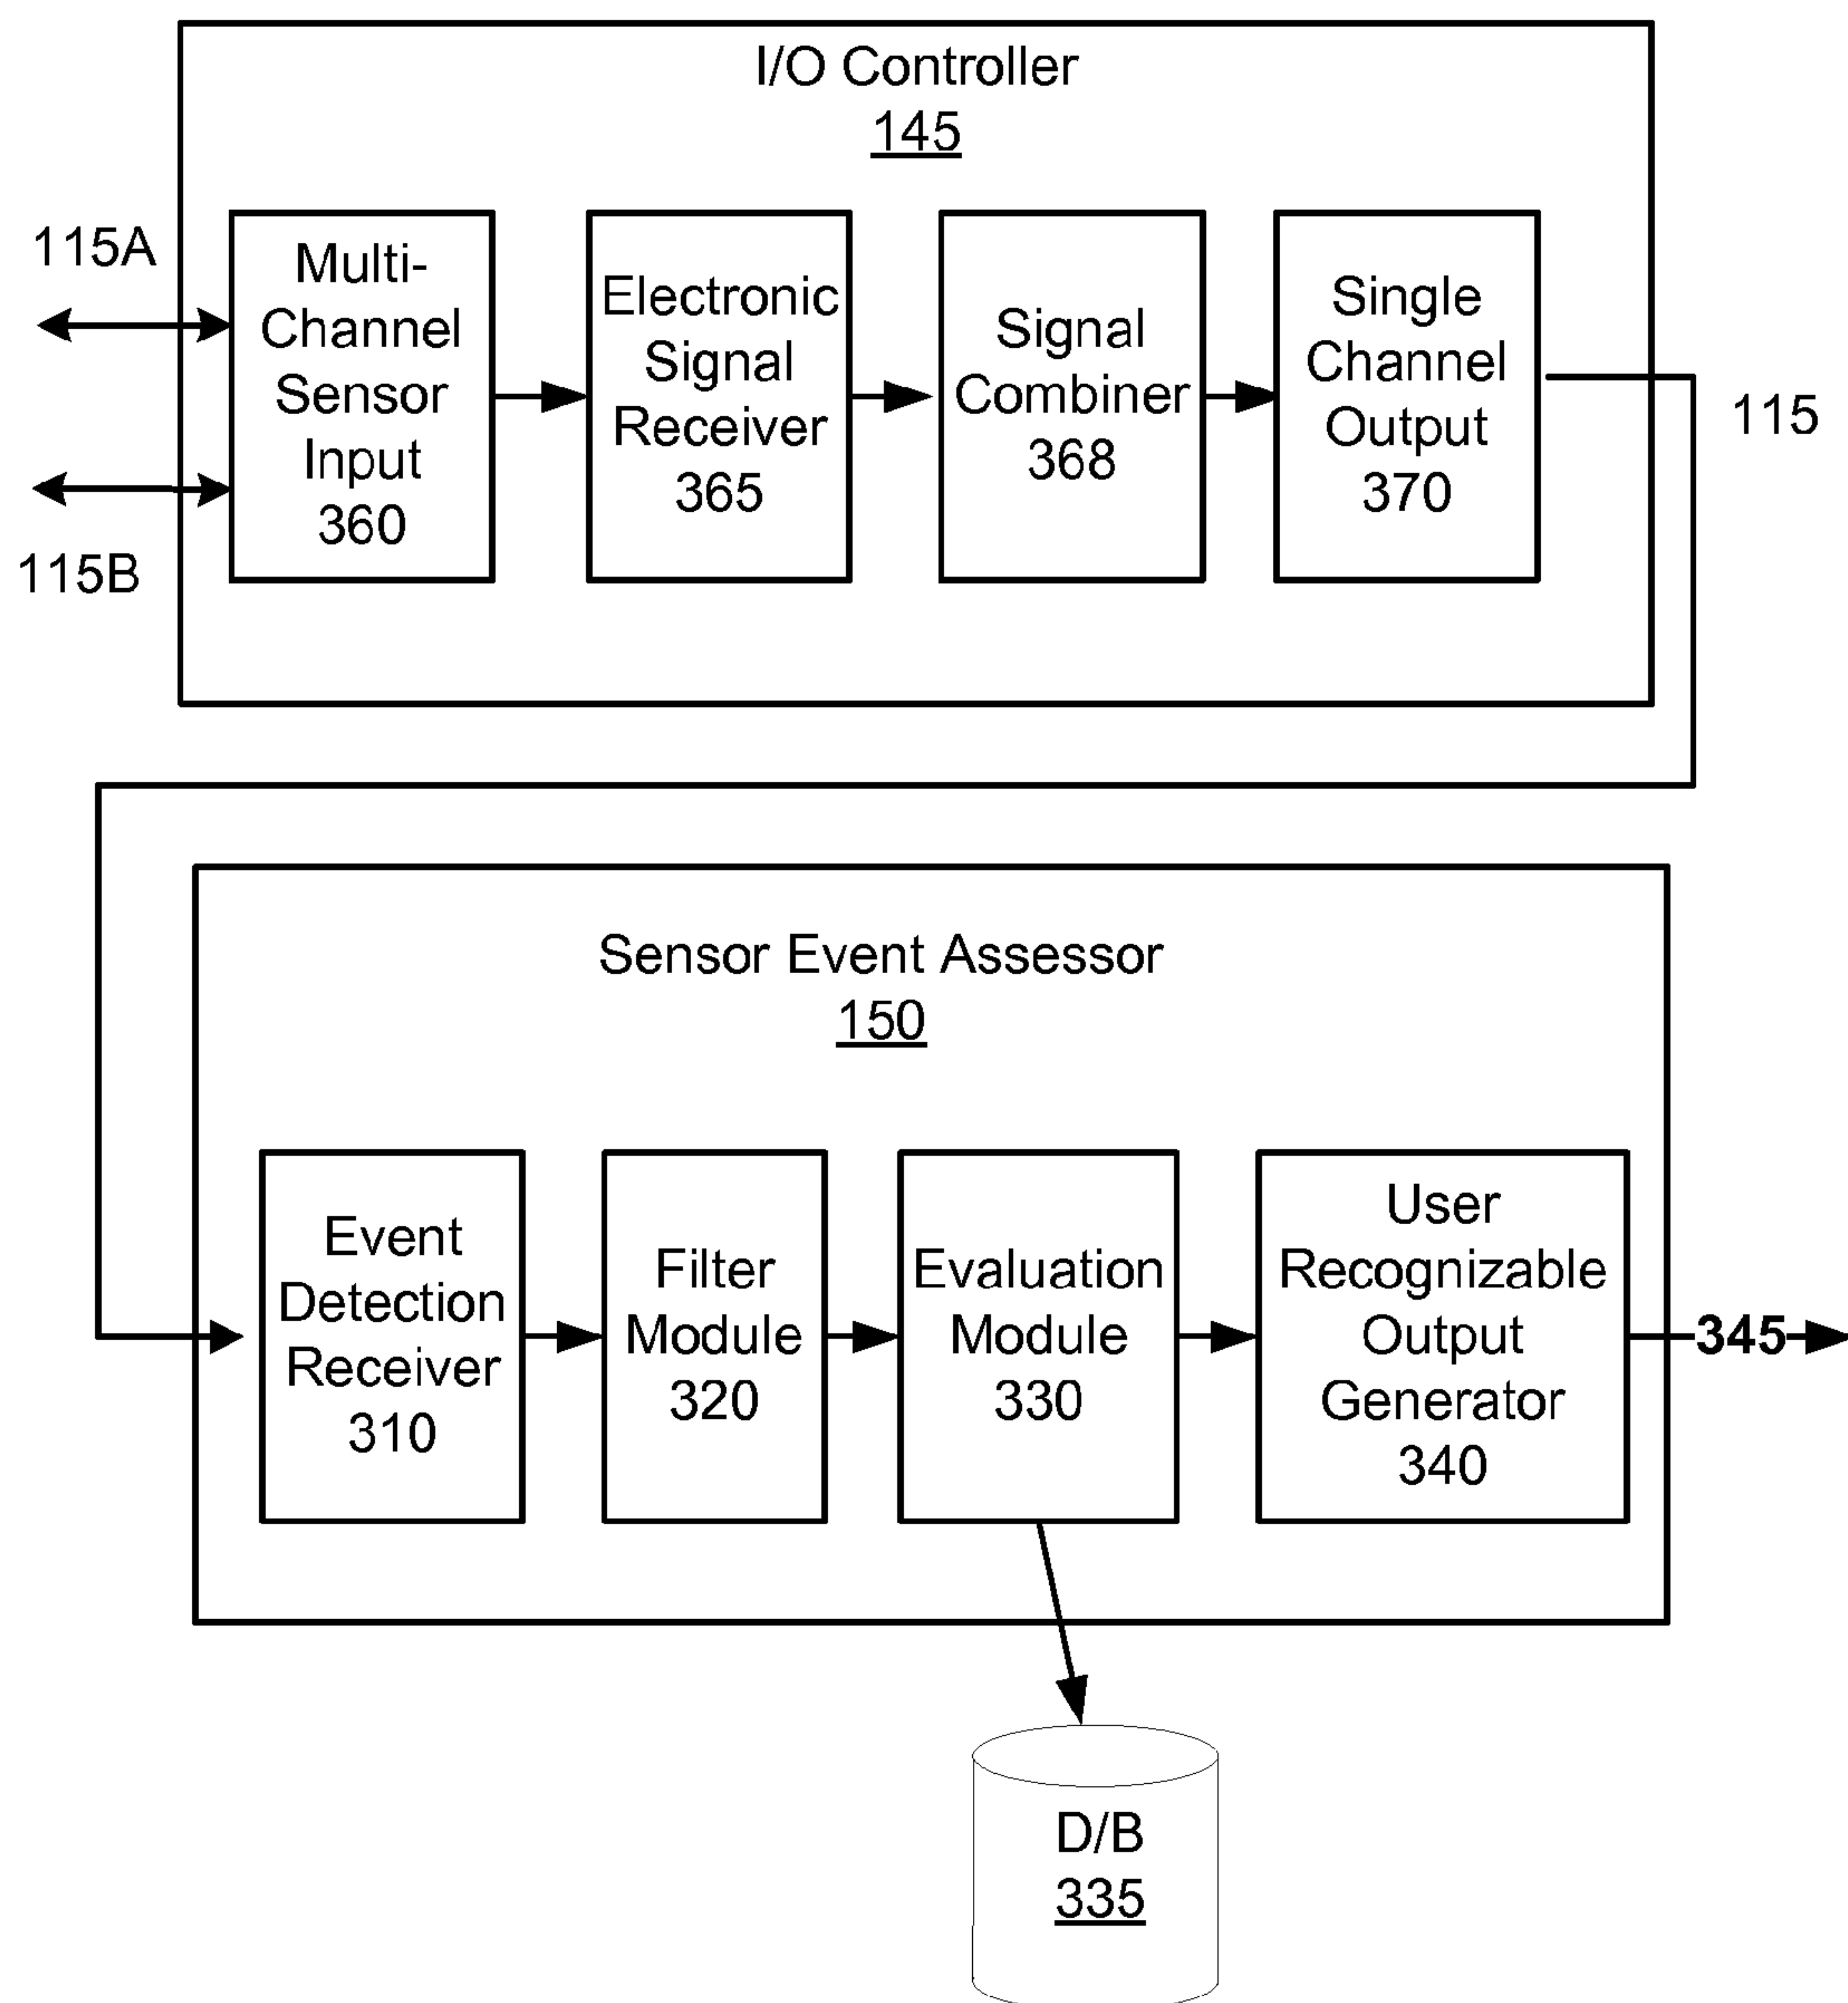 I/O Controller
145
115A
115B
Multi-
Channel
Sensor
Input
360
Electronic
Signal
Receiver
365
Signal
Combiner
368
Single
Channel
Output
370
115
Sensor Event Assessor
150
Event
Detection
Receiver
310
Filter
Module
320
Evaluation
Module
330
User
Recognizable
Output
Generator
340
345
D/B
335